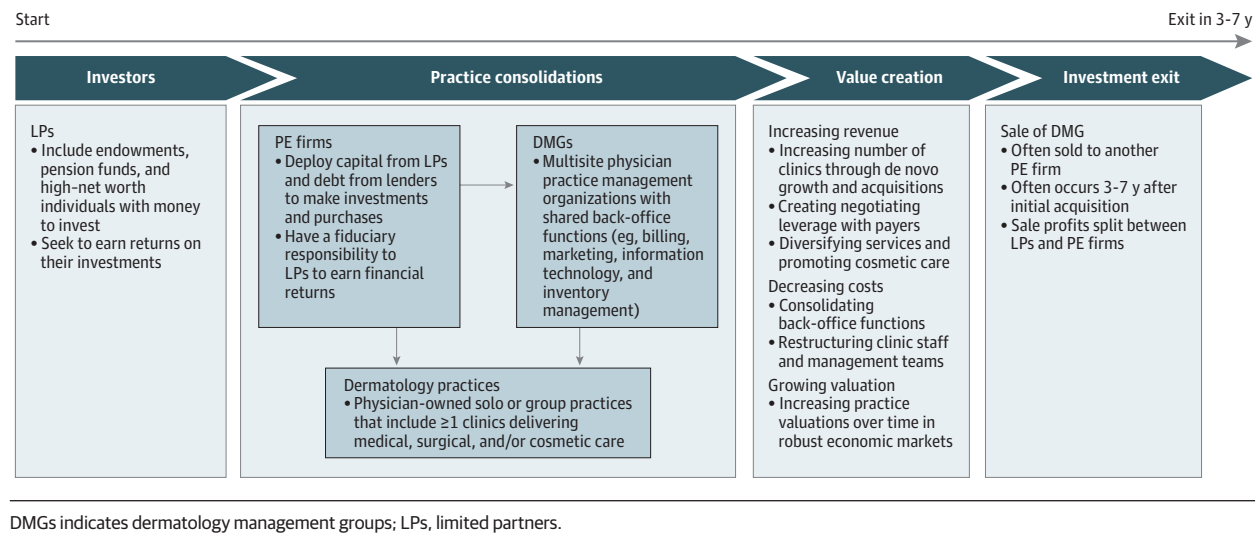 Start
Exit in 3-7 y
Investors
Practice consolidations
Value creation
Investment exit
LPs
• Include endowments,
pension funds, and
high-net worth
individuals with money
to invest
• Seek to earn returns on
their investments
PE firms
• Deploy capital from LPs
and debt from lenders
to make investments
and purchases
• Have a fiduciary
responsibility to
LPs to earn financial
returns
DMGs
• Multisite physician
practice management
organizations with
shared back-office
functions (eg, billing,
marketing, information
technology, and
inventory
management)
Dermatology practices
• Physician-owned solo or group practices
that include ≥1 clinics delivering
medical, surgical, and/or cosmetic care
Increasing revenue
• Increasing number of
clinics through de novo
growth and acquisitions
• Creating negotiating
leverage with payers
• Diversifying services and
promoting cosmetic care
Decreasing costs
• Consolidating
back-office functions
• Restructuring clinic staff
and management teams
Growing valuation
• Increasing practice
valuations over time in
robust economic markets
Sale of DMG
• Often sold to another
PE firm
• Often occurs 3-7 y after
initial acquisition
• Sale profits split between
LPs and PE firms
DMGs indicates dermatology management groups; LPs, limited partners.